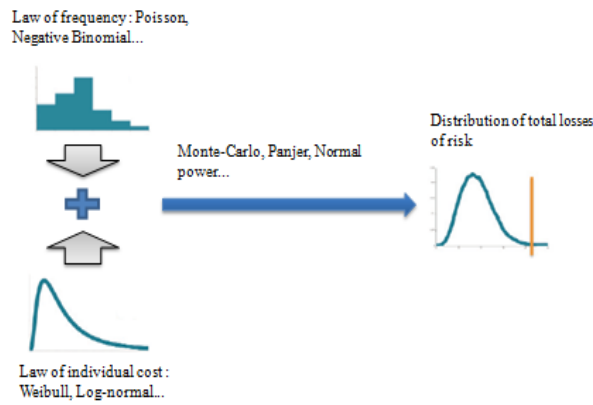 Law of frequency : Poisson,
Negative Binomial...
Distribution of total losses
of risk
Monte-Carlo, Panjer, Normal
power...
Law of individual cost :
Weibull, Log-normal...